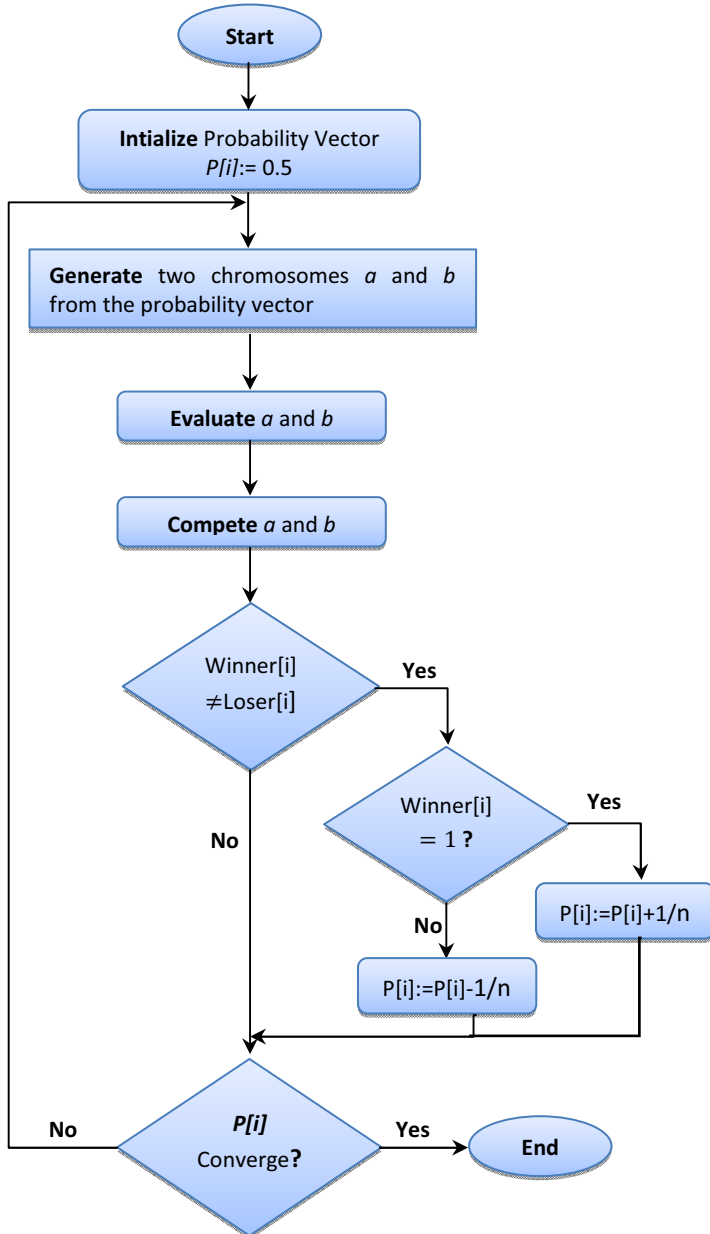 Start
Intialize Probability Vector
P[i]:= 0.5
Generate two chromosomes a and b
from the probability vector
Evaluate a and b
Compete a and b
Winner[i]
≠Loser[i]
Yes
No
Winner[i]
= 1 ?
Yes
No
P[i]:=P[i]+1/n
P[i]:=P[i]-1/n
P[i]
Converge?
No
Yes
End